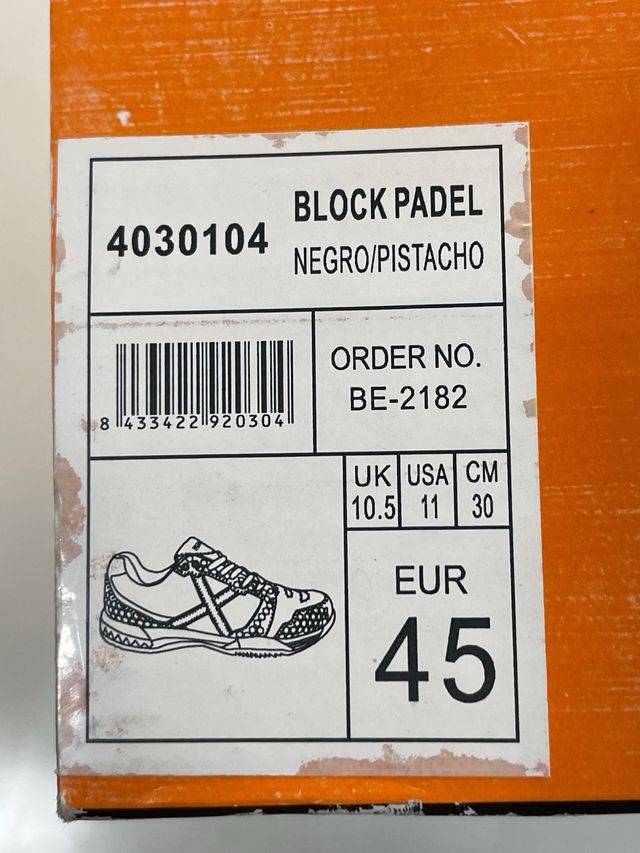 4030104
BLOCK PADEL
NEGRO/PISTACHO
8 433422 920304
ORDER NO.
BE-2182
UK
10.5
USA
11
CM
30
EUR
45